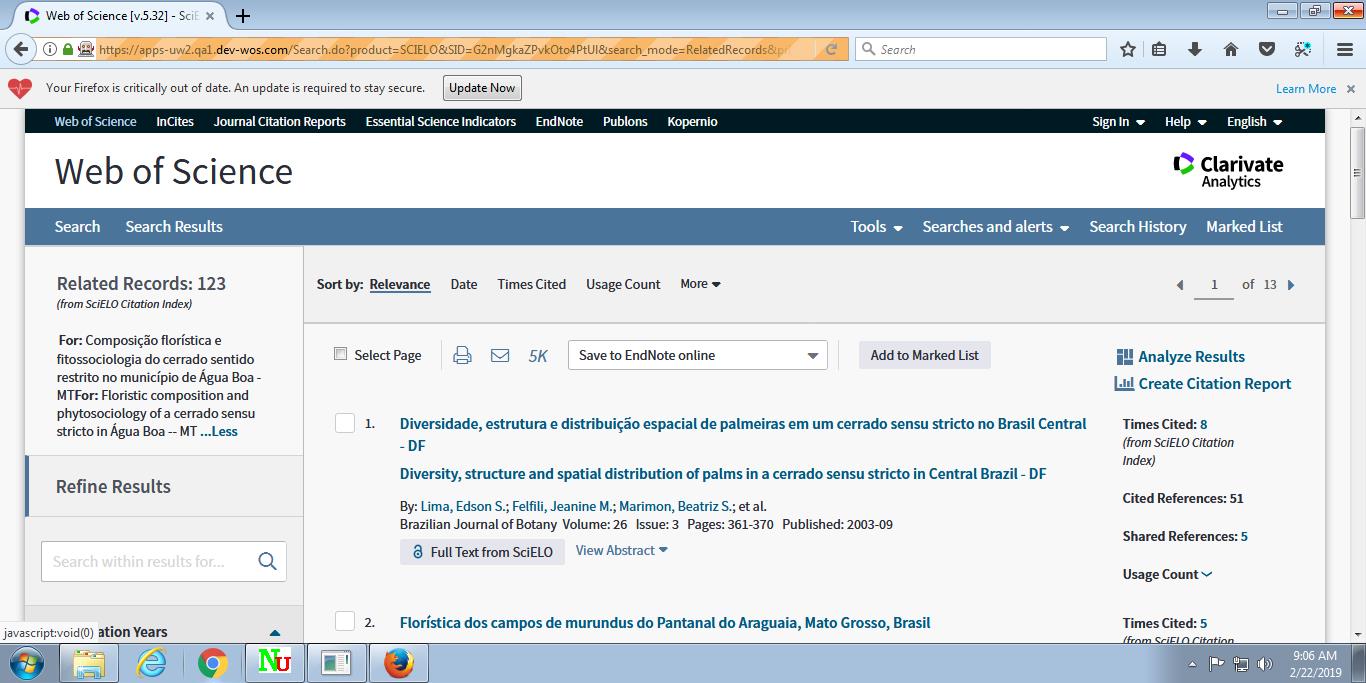 Web of Science [v.5.32] - SciE
https://apps-uw2.qa1.dev-wos.com/Search.do?product=SCIELO&SID=G2nMgkaZPvkOto4PtUI&search_mode=RelatedRecords&
Search
Your Firefox is critically out of date. An update is required to stay secure.
Update Now
Learn More
Web of Science InCites Journal Citation Reports Essential Science Indicators EndNote Publons Kopernio
Sign In Help English
Web of Science
Clarivate
Analytics
Search Search Results
Tools Searches and alerts Search History Marked List
Related Records: 123
(from SciELO Citation Index)
For: Composição florística e
fitossociologia do cerrado sentido
restrito no município de Água Boa -
MTFor: Floristic composition and
phytosociology of a cerrado sensu
stricto in Água Boa -- MT ...Less
Refine Results
Search within results for...
ation Years
Sort by: Relevance Date Times Cited Usage Count More
1 of 13
Select Page
5K
Save to EndNote online
Add to Marked List
Analyze Results
Create Citation Report
1.
Diversidade, estrutura e distribuição espacial de palmeiras em um cerrado sensu stricto no Brasil Central
- DF
Diversity, structure and spatial distribution of palms in a cerrado sensu stricto in Central Brazil - DF
By: Lima, Edson S.; Felfili, Jeanine M.; Marimon, Beatriz S.; et al.
Brazilian Journal of Botany Volume: 26 Issue: 3 Pages: 361-370 Published: 2003-09
Full Text from SciELO
View Abstract
Times Cited: 8
(from SciELO Citation
Index)
Cited References: 51
Shared References: 5
Usage Count
2.
Florística dos campos de murundus do Pantanal do Araguaia, Mato Grosso, Brasil
Times Cited: 5
(from SciELO Citation
javascript:void(0)
NU
9:06 AM
2/22/2019